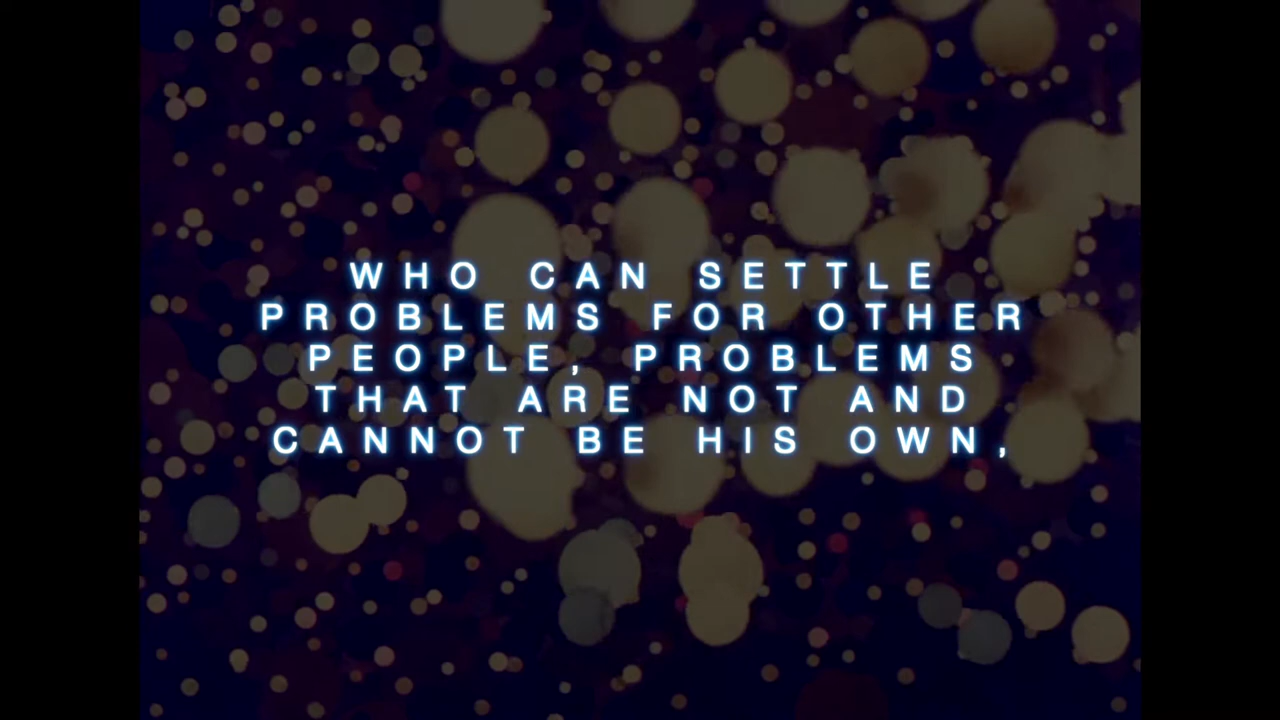 WHO CAN SETTLE
PROBLEMS FOR OTHER
PEOPLE, PROBLEMS
THAT ARE NOT AND
CANNOT BE HIS OWN,